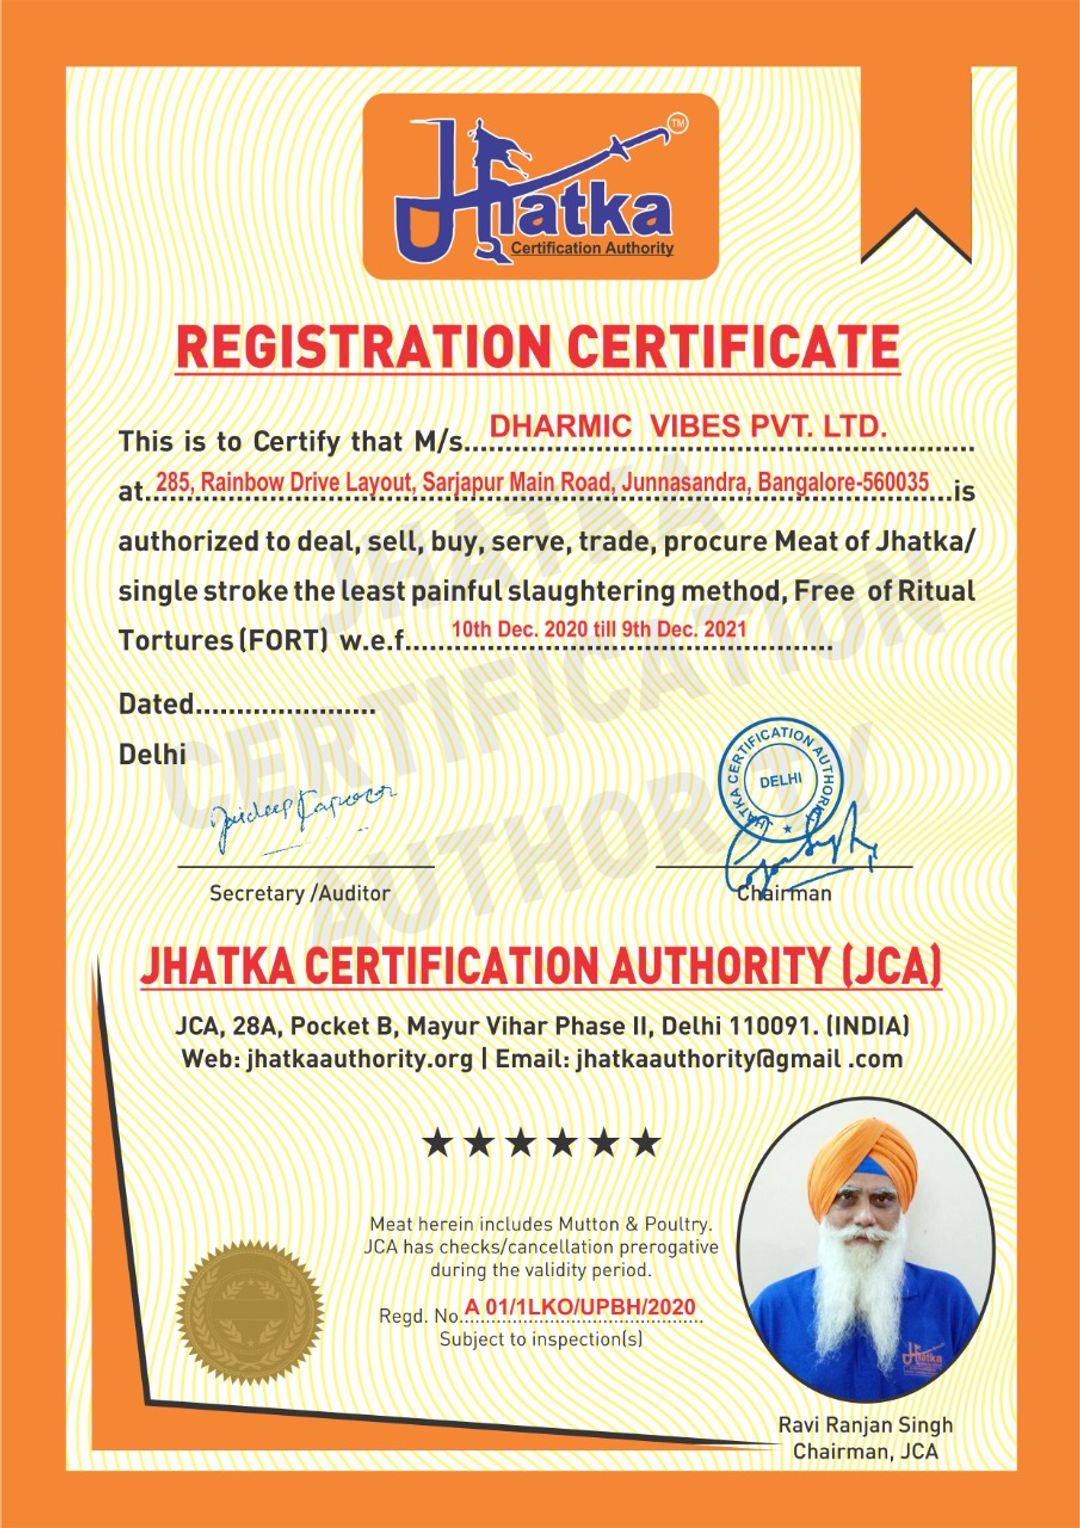 Jhatka TM
Certification Authority
REGISTRATION CERTIFICATE
This is to Certify that M/s...DHARMIC VIBES PVT. LTD.
at...285, Rainbow Drive Layout, Sarjapur Main Road, Junnasandra, Bangalore-560035...is
authorized to deal, sell, buy, serve, trade, procure Meat of Jhatka/
single stroke the least painful slaughtering method, Free of Ritual
Tortures (FORT) w.e.f...10th Dec. 2020 till 9th Dec. 2021
Dated......................
Delhi
JHATKA CERTIFICATION AUTHORITY
DELHI
Jaideep Kapoor
Secretary /Auditor
Chairman
JHATKA CERTIFICATION AUTHORITY
JHATKA CERTIFICATION AUTHORITY (JCA)
JCA, 28A, Pocket B, Mayur Vihar Phase II, Delhi 110091. (INDIA)
Web: jhatkaauthority.org | Email: jhatkaauthority@gmail .com
★ ★ ★ ★ ★ ★
Meat herein includes Mutton & Poultry.
JCA has checks/cancellation prerogative
during the validity period.
Regd. No. A 01/1LKO/UPBH/2020
Subject to inspection(s)
Jhatka
Ravi Ranjan Singh
Chairman, JCA